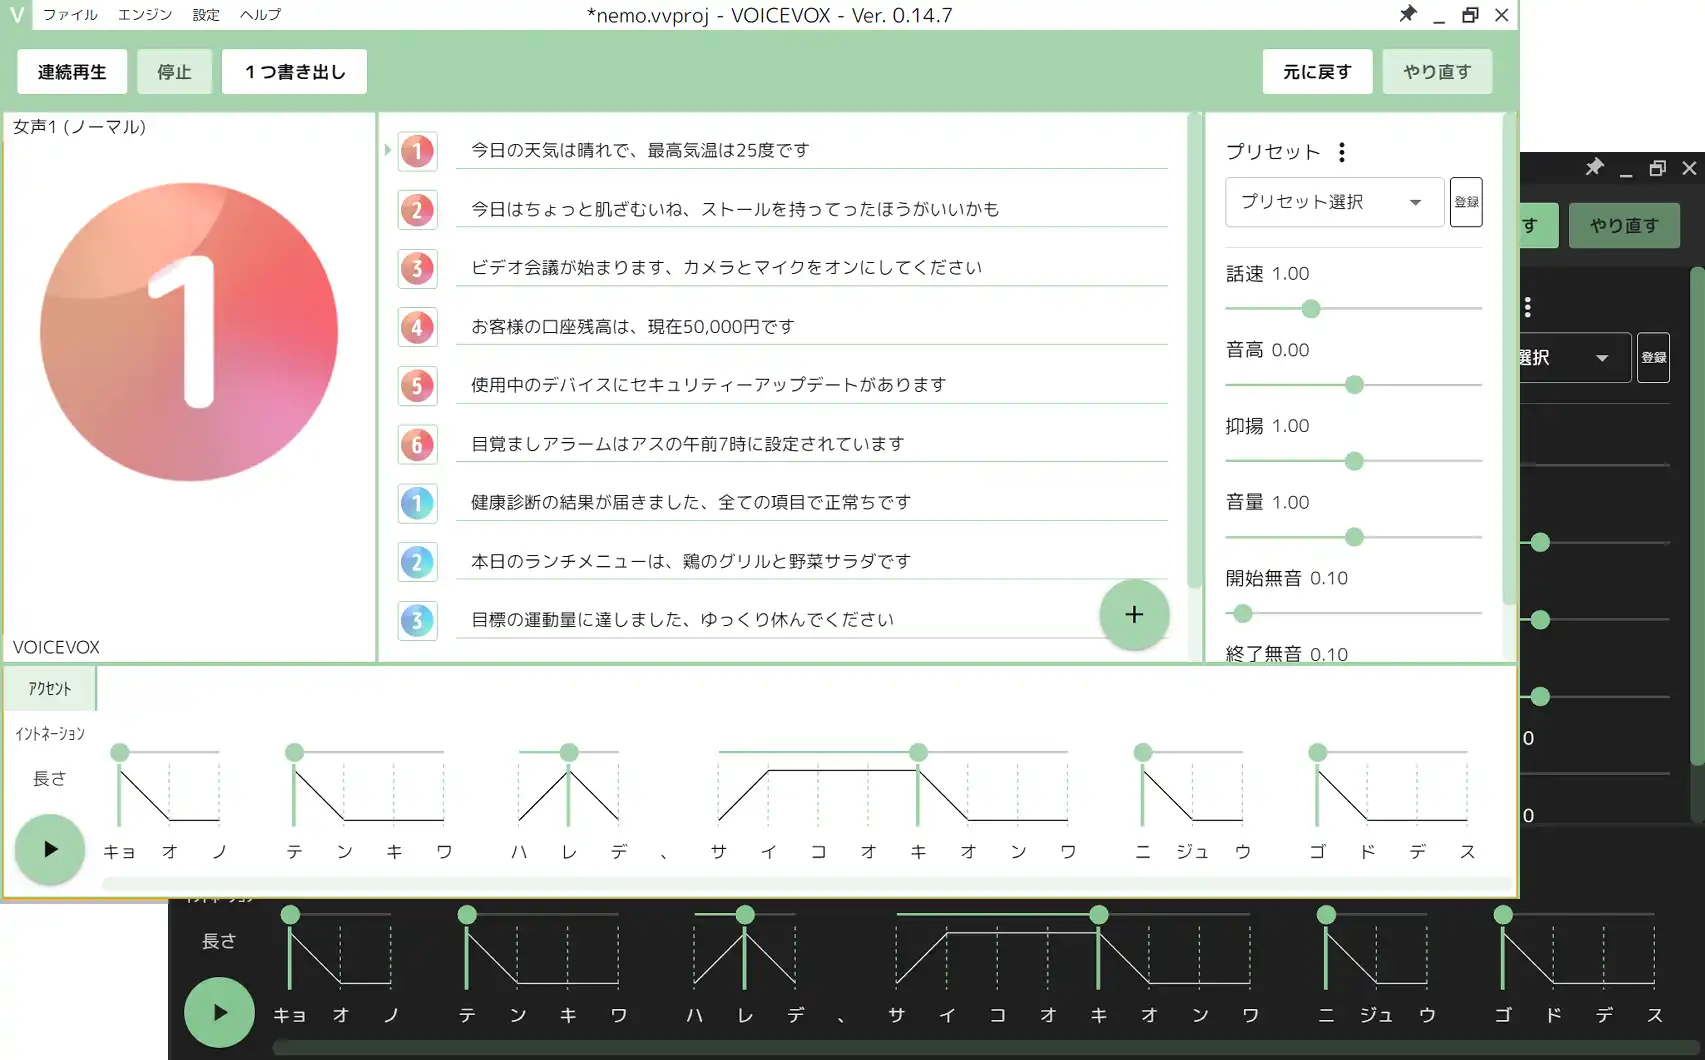 V ファイル エンジン 設定 ヘルプ *nemo.vvproj - VOICEVOX - Ver. 0.14.7
連続再生 停止 1つ書き出し 元に戻す やり直す
女声1 (ノーマル)
1
VOICEVOX
1 今日の天気は晴れで、最高気温は25度です
2 今日はちょっと肌ざむいね、ストールを持ってったほうがいいかも
3 ビデオ会議が始まります、カメラとマイクをオンにしてください
4 お客様の口座残高は、現在50,000円です
5 使用中のデバイスにセキュリティーアップデートがあります
6 目覚ましアラームはアスの午前7時に設定されています
1 健康診断の結果が届きました、全ての項目で正常ちです
2 本日のランチメニューは、鶏のグリルと野菜サラダです
3 目標の運動量に達しました、ゆっくり休んでください
+
プリセット
プリセット選択 登録
話速 1.00
音高 0.00
抑揚 1.00
音量 1.00
開始無音 0.10
終了無音 0.10
す やり直す
選択 登録
0
0
アクセント
イントネーション
長さ
キョ オ ノ テ ン キ ワ ハ レ デ 、 サ イ コ オ キ オ ン ワ ニ ジュ ウ ゴ ド デ ス
長さ
キョ オ ノ テ ン キ ワ ハ レ デ 、 サ イ コ オ キ オ ン ワ ニ ジュ ウ ゴ ド デ ス